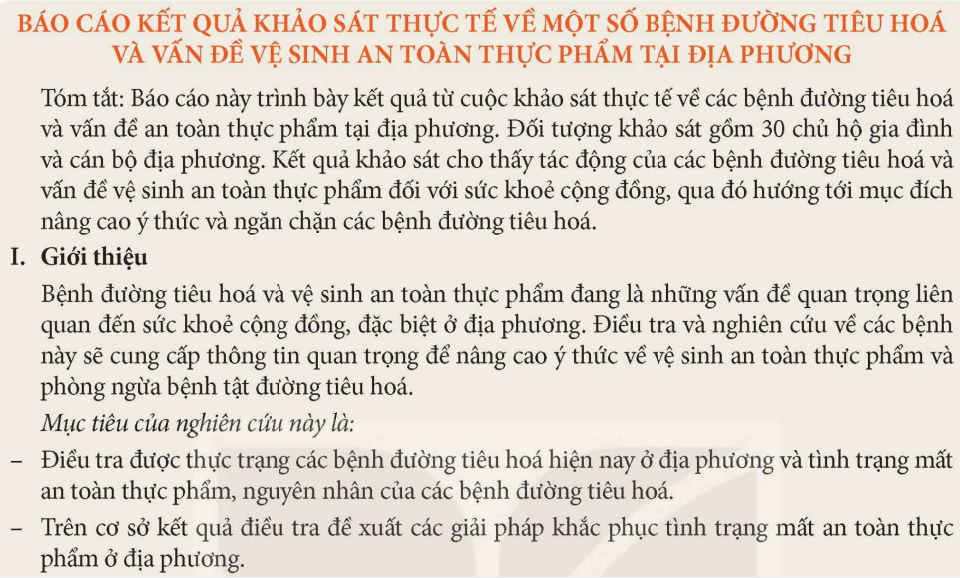 BÁO CÁO KẾT QUẢ KHẢO SÁT THỰC TẾ VỀ MỘT SỐ BỆNH ĐƯỜNG TIÊU HOÁ
VÀ VẤN ĐỀ VỆ SINH AN TOÀN THỰC PHẨM TẠI ĐỊA PHƯƠNG
Tóm tắt: Báo cáo này trình bày kết quả từ cuộc khảo sát thực tế về các bệnh đường tiêu hoá
và vấn đề an toàn thực phẩm tại địa phương. Đối tượng khảo sát gồm 30 chủ hộ gia đình
và cán bộ địa phương. Kết quả khảo sát cho thấy tác động của các bệnh đường tiêu hoá và
vấn đề vệ sinh an toàn thực phẩm đối với sức khoẻ cộng đồng, qua đó hướng tới mục đích
nâng cao ý thức và ngăn chặn các bệnh đường tiêu hoá.
I. Giới thiệu
Bệnh đường tiêu hoá và vệ sinh an toàn thực phẩm đang là những vấn đề quan trọng liên
quan đến sức khoẻ cộng đồng, đặc biệt ở địa phương. Điều tra và nghiên cứu về các bệnh
này sẽ cung cấp thông tin quan trọng để nâng cao ý thức về vệ sinh an toàn thực phẩm và
phòng ngừa bệnh tật đường tiêu hoá.
Mục tiêu của nghiên cứu này là:
– Điều tra được thực trạng các bệnh đường tiêu hoá hiện nay ở địa phương và tình trạng mất
an toàn thực phẩm, nguyên nhân của các bệnh đường tiêu hoá.
– Trên cơ sở kết quả điều tra đề xuất các giải pháp khắc phục tình trạng mất an toàn thực
phẩm ở địa phương.